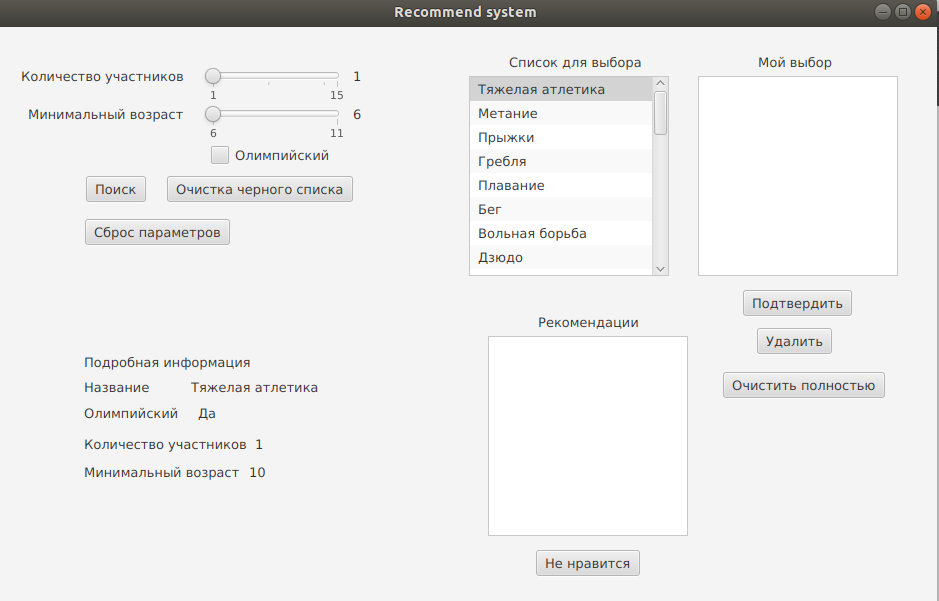 Recommend system
Количество участников 1
1 15
Минимальный возраст 6
6 11
Олимпийский
Поиск Очистка черного списка
Сброс параметров
Список для выбора
Тяжелая атлетика
Метание
Прыжки
Гребля
Плавание
Бег
Вольная борьба
Дзюдо
Мой выбор
Подтвердить
Удалить
Очистить полностью
Подробная информация
Название Тяжелая атлетика
Олимпийский Да
Количество участников 1
Минимальный возраст 10
Рекомендации
Не нравится